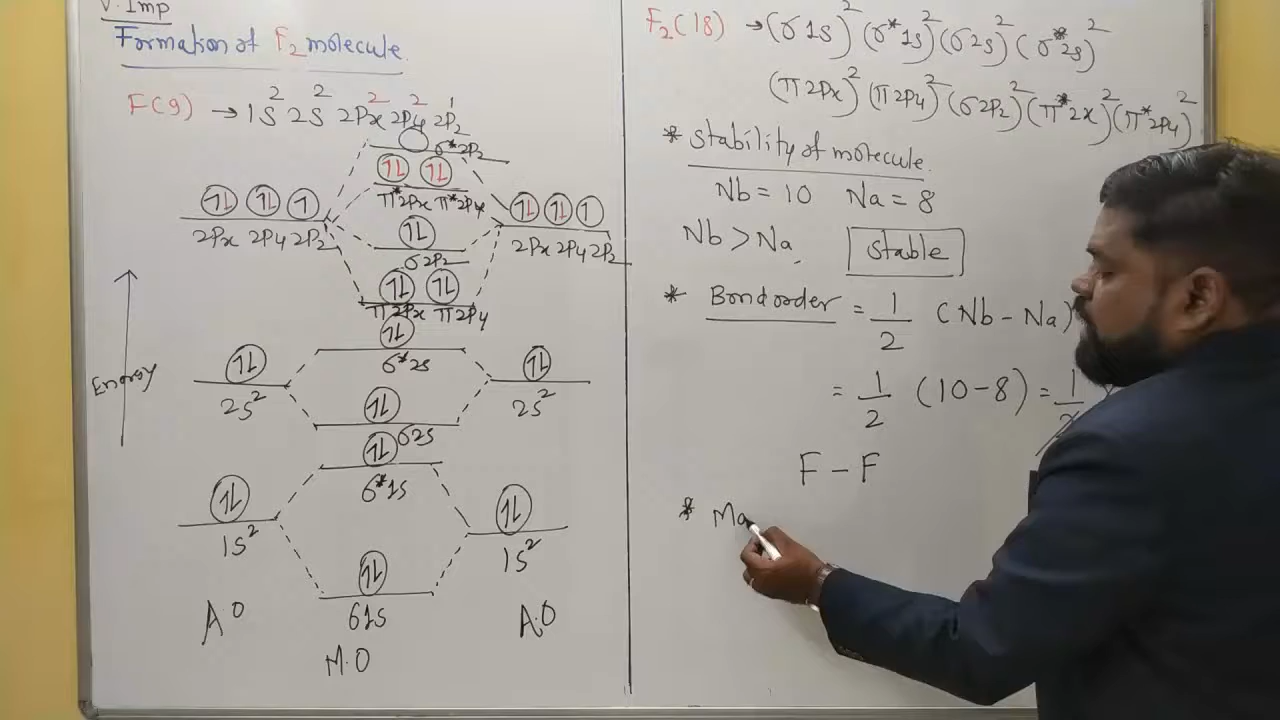 V. Imp
Formation of F₂ molecule.
F(9) → 1S² 2S² 2Px² 2Py² 2Pz¹
σ*2Pz
π*2Px π*2Py
2Px 2Py 2Pz
σ2Pz
2Px 2Py 2Pz
π2Px π2Py
σ*2s
Energy
2s²
2s²
σ2s
σ*1s
1s²
1s²
σ1s
A O
A.O
M.O
F₂(18) → (σ1s)² (σ*1s)² (σ2s)² (σ*2s)²
(π2Px)² (π2Py)² (σ2Pz)² (π*2x)² (π*2Py)²
* Stability of molecule.
Nb = 10 Na = 8
Nb > Na, Stable
* Bond order = 1/2 (Nb - Na)
= 1/2 (10 - 8) = 1/2
F - F
* Ma